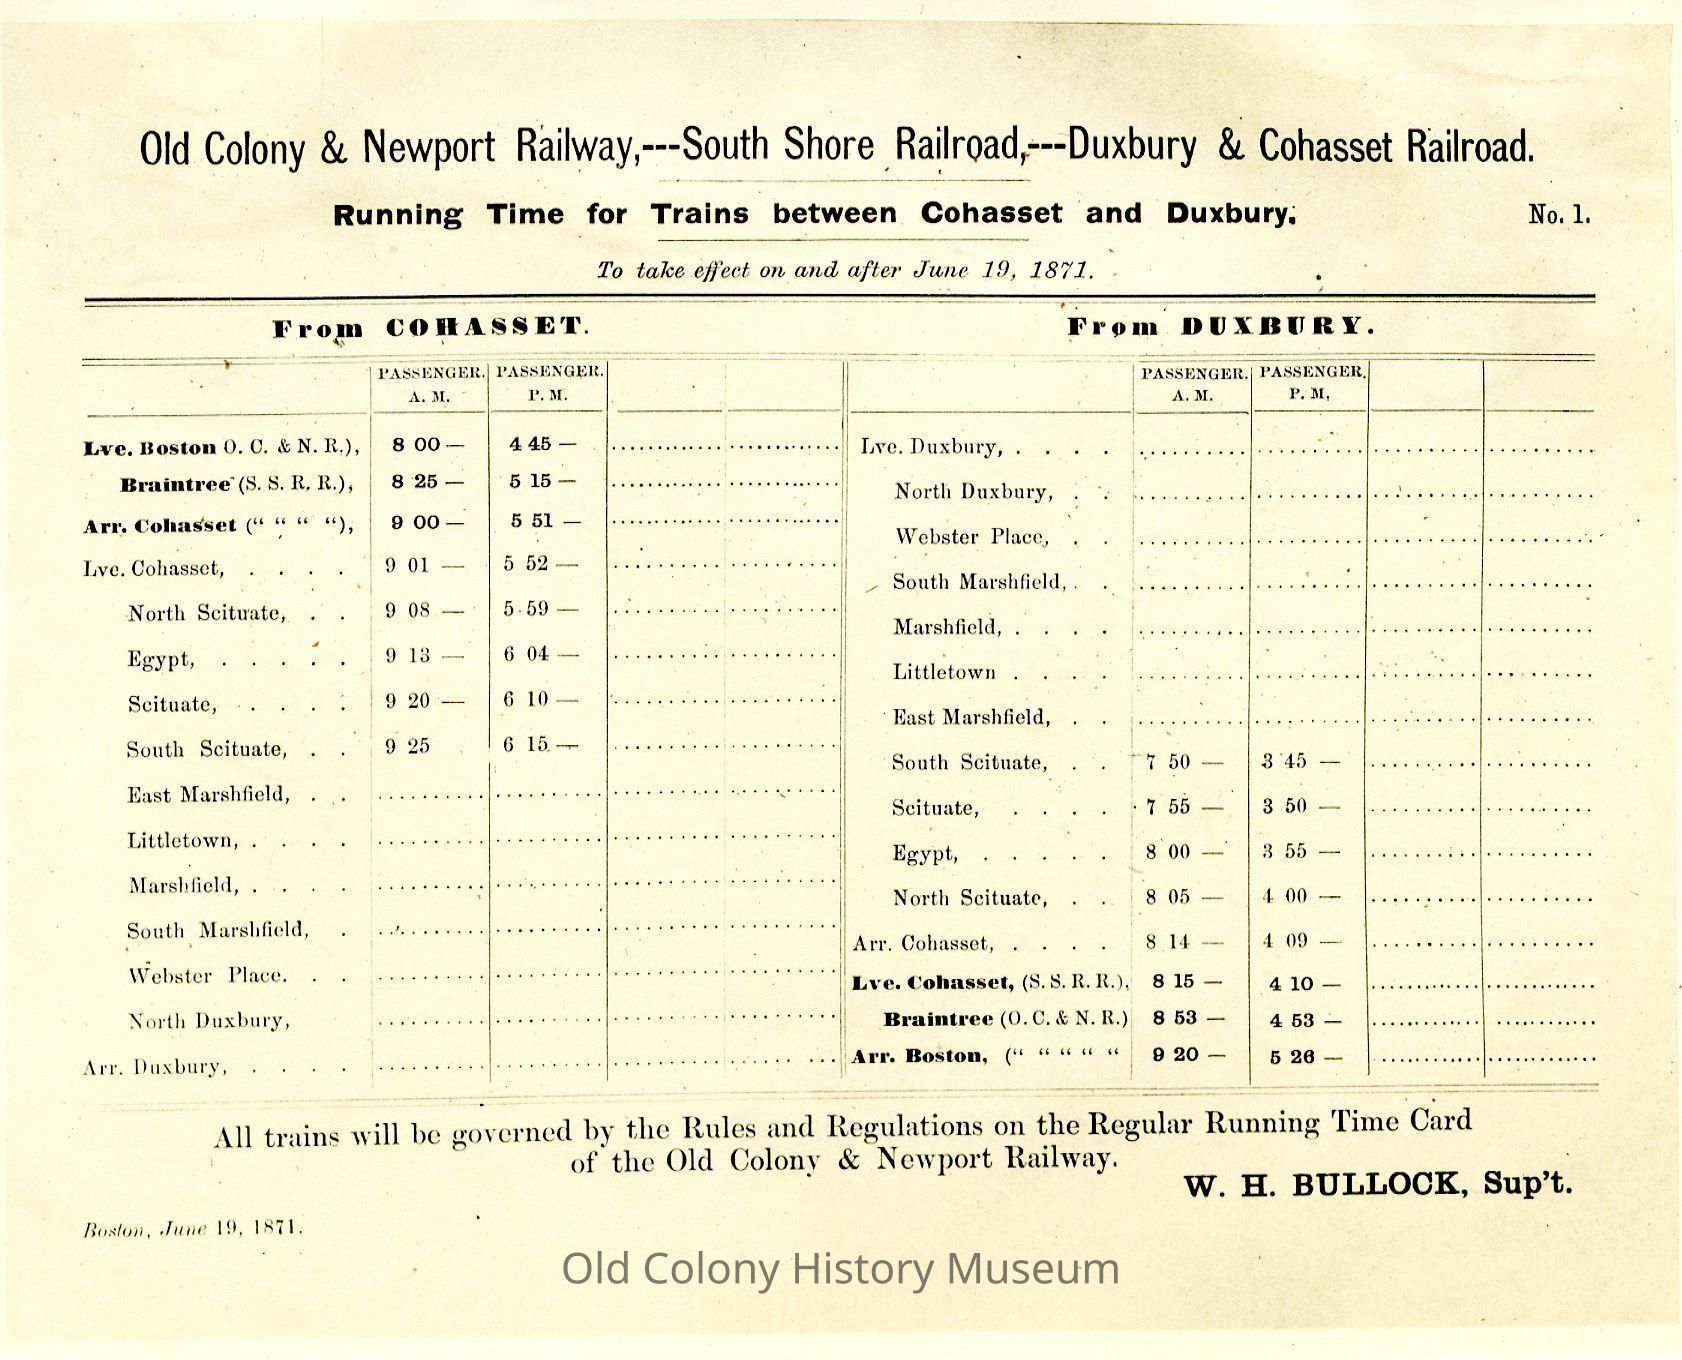 Old Colony & Newport Railway,---South Shore Railroad,---Duxbury & Cohasset Railroad.
Running Time for Trains between Cohasset and Duxbury. No. 1.
To take effect on and after June 19, 1871.
From COHASSET.
PASSENGER. A. M. PASSENGER. P. M.
Lve. Boston O. C. & N. R.), 8 00 — 4 45 —
Braintree (S. S. R. R.), 8 25 — 5 15 —
Arr. Cohasset (“ “ “ “), 9 00 — 5 51 —
Lve. Cohasset, . . . . 9 01 — 5 52 —
North Scituate, . . 9 08 — 5 59 —
Egypt, . . . . . 9 13 — 6 04 —
Scituate, . . . . 9 20 — 6 10 —
South Scituate, . . 9 25 6 15 —
East Marshfield, . .
Littletown, . . . .
Marshfield, . . . .
South Marshfield, .
Webster Place. . .
North Duxbury,
Arr. Duxbury, . . . .
From DUXBURY.
PASSENGER. A. M. PASSENGER. P. M.
Lve. Duxbury, . . . .
North Duxbury, . .
Webster Place, . .
South Marshfield, . .
Marshfield, . . . .
Littletown . . . .
East Marshfield, . .
South Scituate, . . 7 50 — 3 45 —
Scituate, . . . . 7 55 — 3 50 —
Egypt, . . . . . 8 00 — 3 55 —
North Scituate, . . 8 05 — 4 00 —
Arr. Cohasset, . . . . 8 14 — 4 09 —
Lve. Cohasset, (S. S. R. R.), 8 15 — 4 10 —
Braintree (O. C. & N. R.) 8 53 — 4 53 —
Arr. Boston, (“ “ “ “ “ 9 20 — 5 26 —
All trains will be governed by the Rules and Regulations on the Regular Running Time Card
of the Old Colony & Newport Railway.
W. H. BULLOCK, Sup't.
Boston, June 19, 1871.
Old Colony History Museum